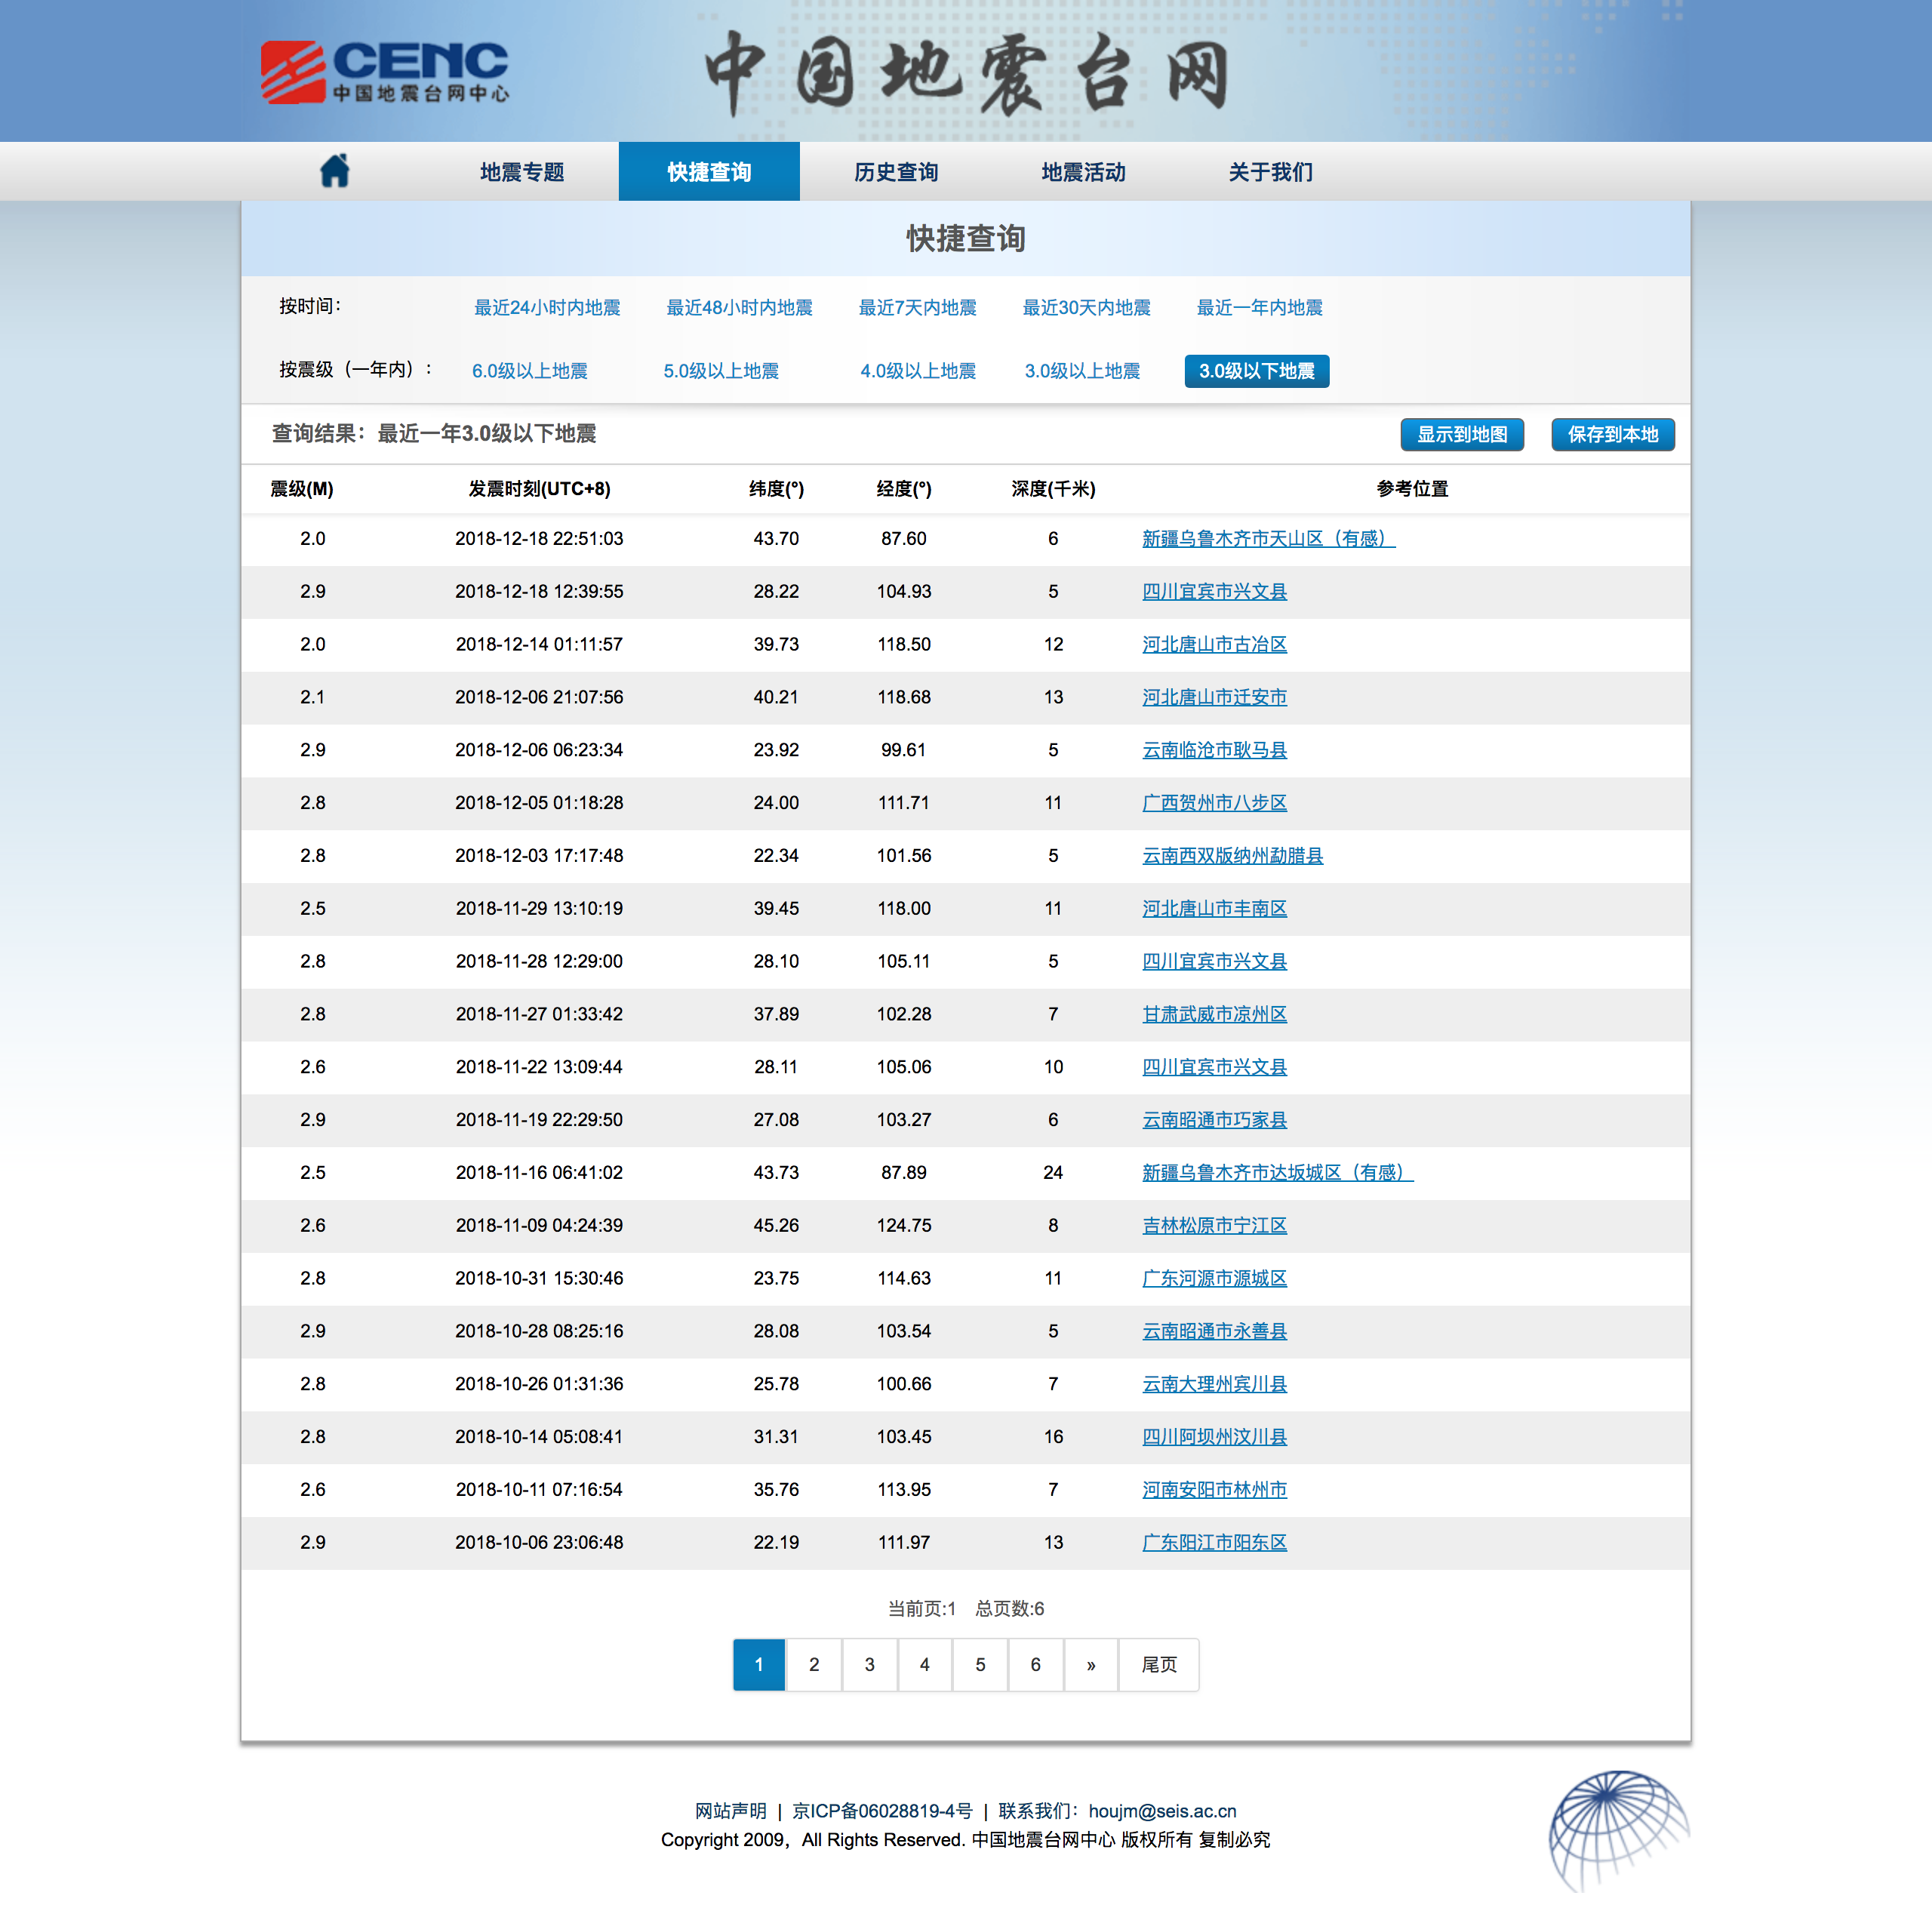 CENC
中国地震台网中心
中国地震台网
地震专题 快捷查询 历史查询 地震活动 关于我们
快捷查询
按时间： 最近24小时内地震 最近48小时内地震 最近7天内地震 最近30天内地震 最近一年内地震
按震级（一年内）： 6.0级以上地震 5.0级以上地震 4.0级以上地震 3.0级以上地震 3.0级以下地震
查询结果：最近一年3.0级以下地震 显示到地图 保存到本地
震级(M) 发震时刻(UTC+8) 纬度(°) 经度(°) 深度(千米) 参考位置
2.0 2018-12-18 22:51:03 43.70 87.60 6 新疆乌鲁木齐市天山区（有感）
2.9 2018-12-18 12:39:55 28.22 104.93 5 四川宜宾市兴文县
2.0 2018-12-14 01:11:57 39.73 118.50 12 河北唐山市古冶区
2.1 2018-12-06 21:07:56 40.21 118.68 13 河北唐山市迁安市
2.9 2018-12-06 06:23:34 23.92 99.61 5 云南临沧市耿马县
2.8 2018-12-05 01:18:28 24.00 111.71 11 广西贺州市八步区
2.8 2018-12-03 17:17:48 22.34 101.56 5 云南西双版纳州勐腊县
2.5 2018-11-29 13:10:19 39.45 118.00 11 河北唐山市丰南区
2.8 2018-11-28 12:29:00 28.10 105.11 5 四川宜宾市兴文县
2.8 2018-11-27 01:33:42 37.89 102.28 7 甘肃武威市凉州区
2.6 2018-11-22 13:09:44 28.11 105.06 10 四川宜宾市兴文县
2.9 2018-11-19 22:29:50 27.08 103.27 6 云南昭通市巧家县
2.5 2018-11-16 06:41:02 43.73 87.89 24 新疆乌鲁木齐市达坂城区（有感）
2.6 2018-11-09 04:24:39 45.26 124.75 8 吉林松原市宁江区
2.8 2018-10-31 15:30:46 23.75 114.63 11 广东河源市源城区
2.9 2018-10-28 08:25:16 28.08 103.54 5 云南昭通市永善县
2.8 2018-10-26 01:31:36 25.78 100.66 7 云南大理州宾川县
2.8 2018-10-14 05:08:41 31.31 103.45 16 四川阿坝州汶川县
2.6 2018-10-11 07:16:54 35.76 113.95 7 河南安阳市林州市
2.9 2018-10-06 23:06:48 22.19 111.97 13 广东阳江市阳东区
当前页:1 总页数:6
1 2 3 4 5 6 » 尾页
网站声明 | 京ICP备06028819-4号 | 联系我们：houjm@seis.ac.cn
Copyright 2009，All Rights Reserved. 中国地震台网中心 版权所有 复制必究